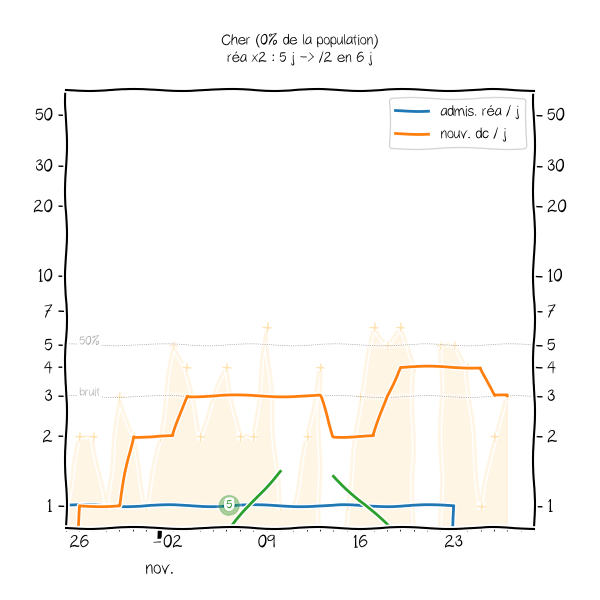 Cher (0% de la population)
réa x2 : 5 j -> /2 en 6 j
admis. réa / j
nouv. dc / j
50 50
30 30
20 20
10 10
7 7
5 50% 5
4 4
3 bruit 3
2 2
1 5 1
26 02 09 16 23
nov.